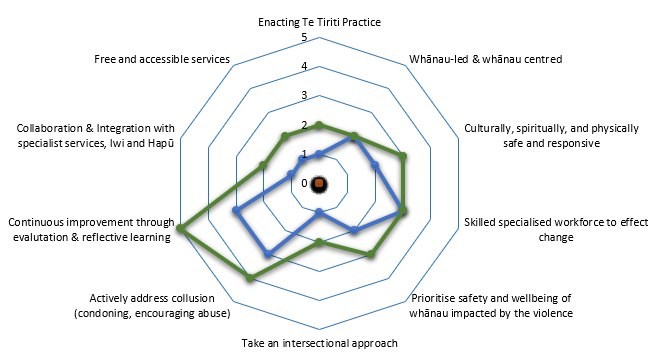 Enacting Te Tiriti Practice
5
Free and accessible services
Whānau-led & whānau centred
4
3
Collaboration & Integration with
specialist services, Iwi and Hapū
2
Culturally, spiritually, and physically
safe and responsive
1
0
Continuous improvement through
evalutation & reflective learning
Skilled specialised workforce to effect
change
Actively address collusion
(condoning, encouraging abuse)
Prioritise safety and wellbeing of
whānau impacted by the violence
Take an intersectional approach